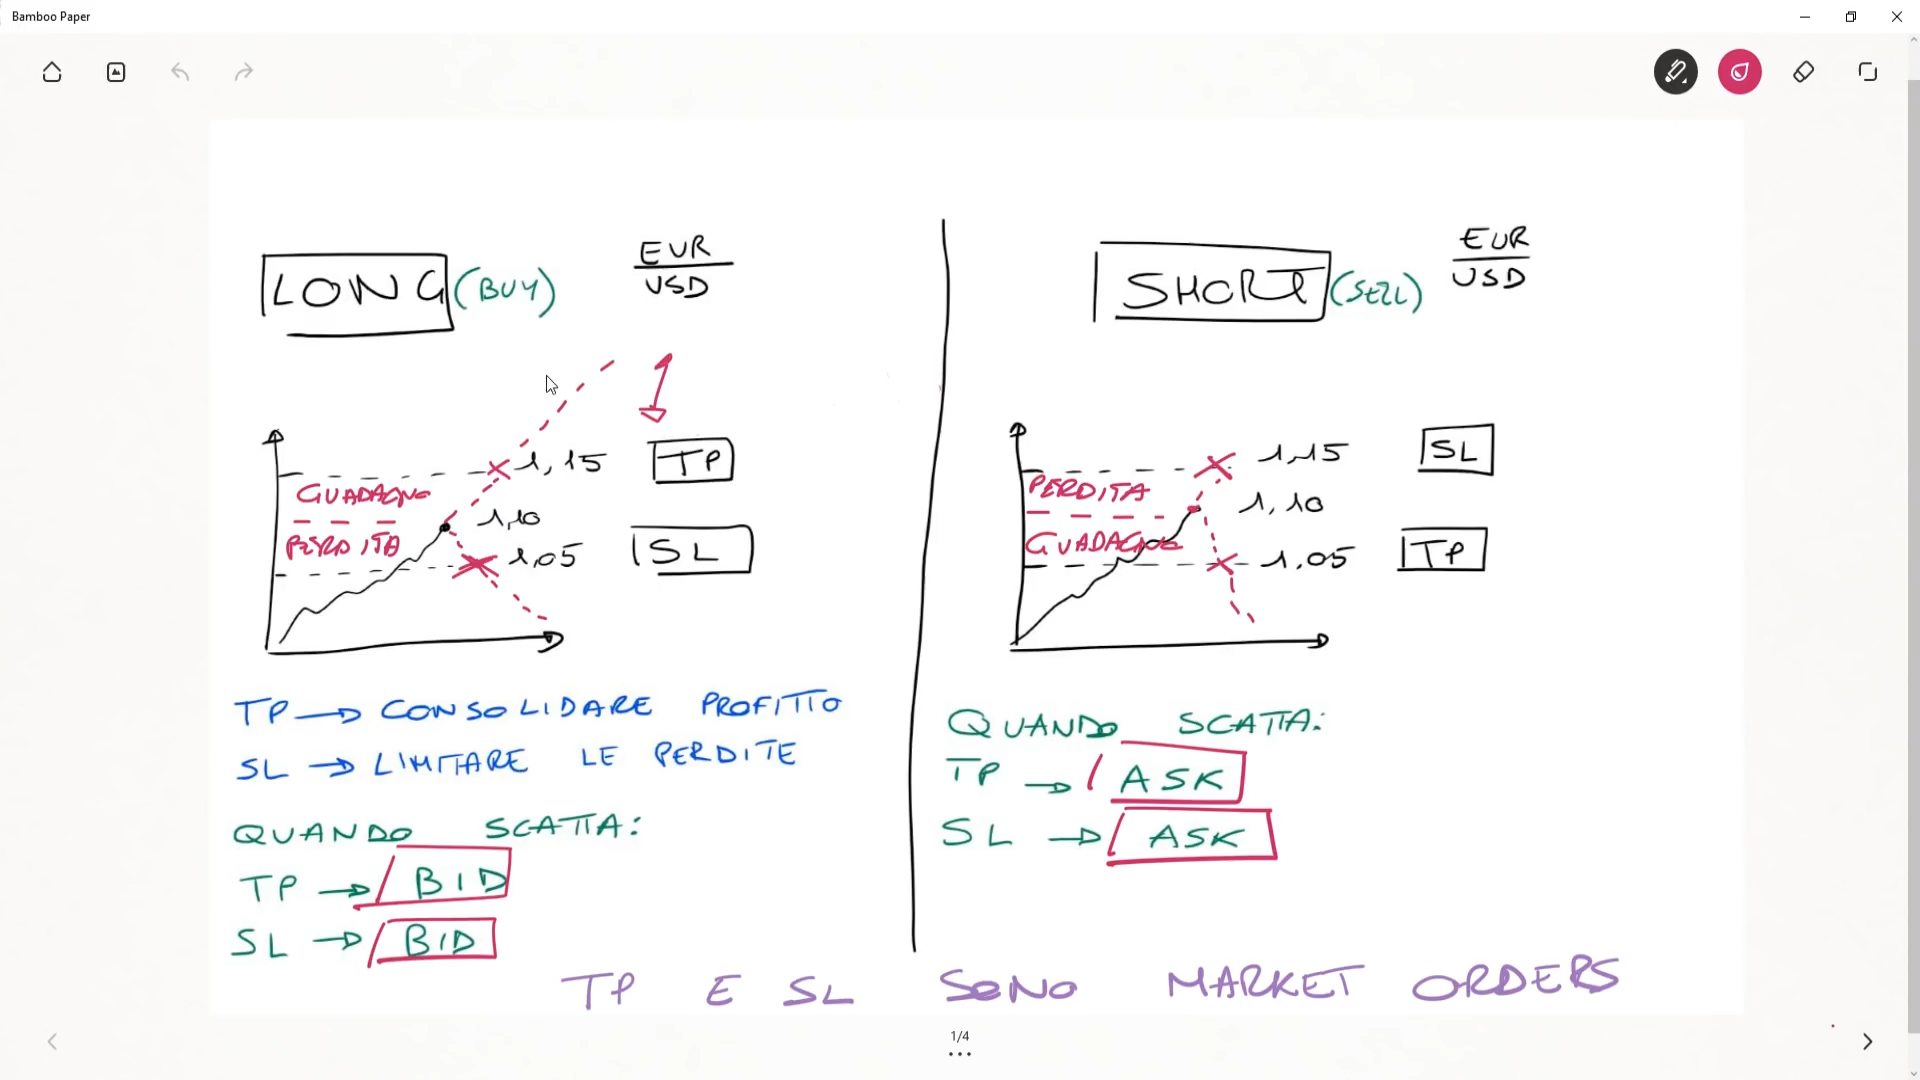 Bamboo Paper
LONG (BUY)
EUR
USD
1,15
TP
GUADAGNO
1,10
PERDITA
1,05
SL
TP → CONSOLIDARE PROFITTO
SL → LIMITARE LE PERDITE
QUANDO SCATTA:
TP → BID
SL → BID
SHORT (SELL)
EUR
USD
1,15
SL
PERDITA
1,10
GUADAGNO
1,05
TP
QUANDO SCATTA:
TP → ASK
SL → ASK
TP E SL SONO MARKET ORDERS
1/4